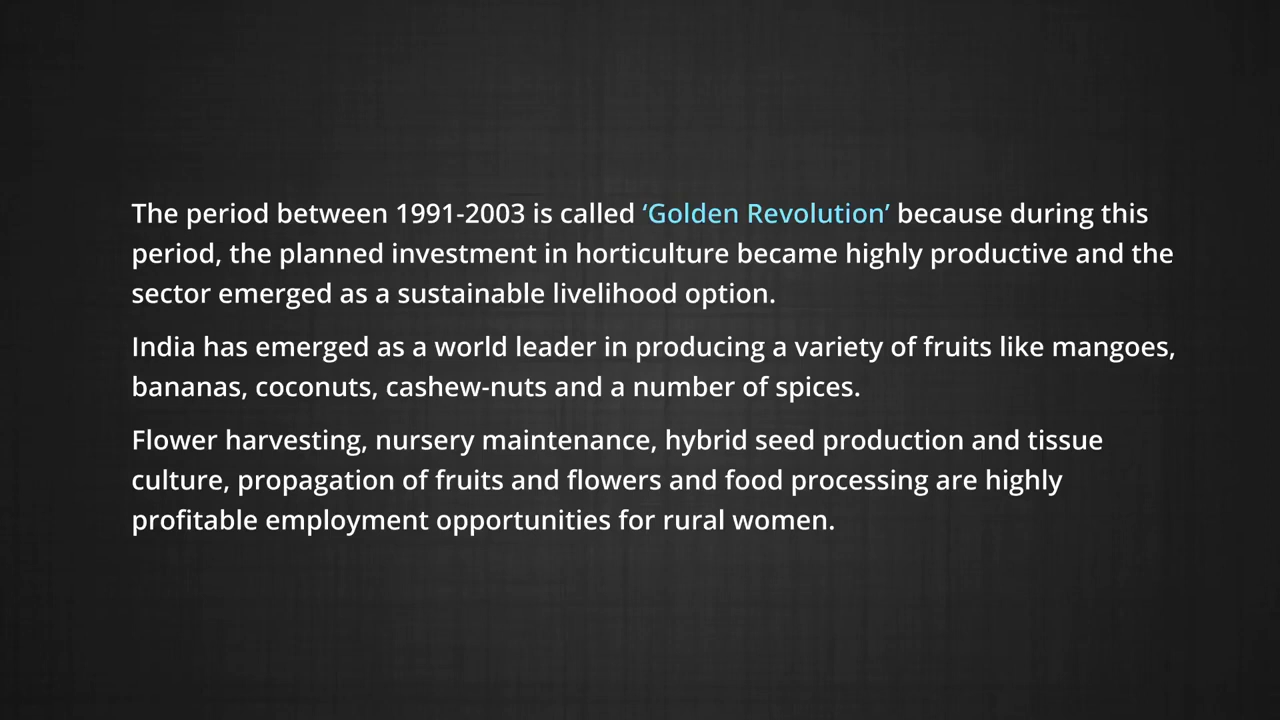 The period between 1991-2003 is called ‘Golden Revolution’ because during this
period, the planned investment in horticulture became highly productive and the
sector emerged as a sustainable livelihood option.
India has emerged as a world leader in producing a variety of fruits like mangoes,
bananas, coconuts, cashew-nuts and a number of spices.
Flower harvesting, nursery maintenance, hybrid seed production and tissue
culture, propagation of fruits and flowers and food processing are highly
profitable employment opportunities for rural women.